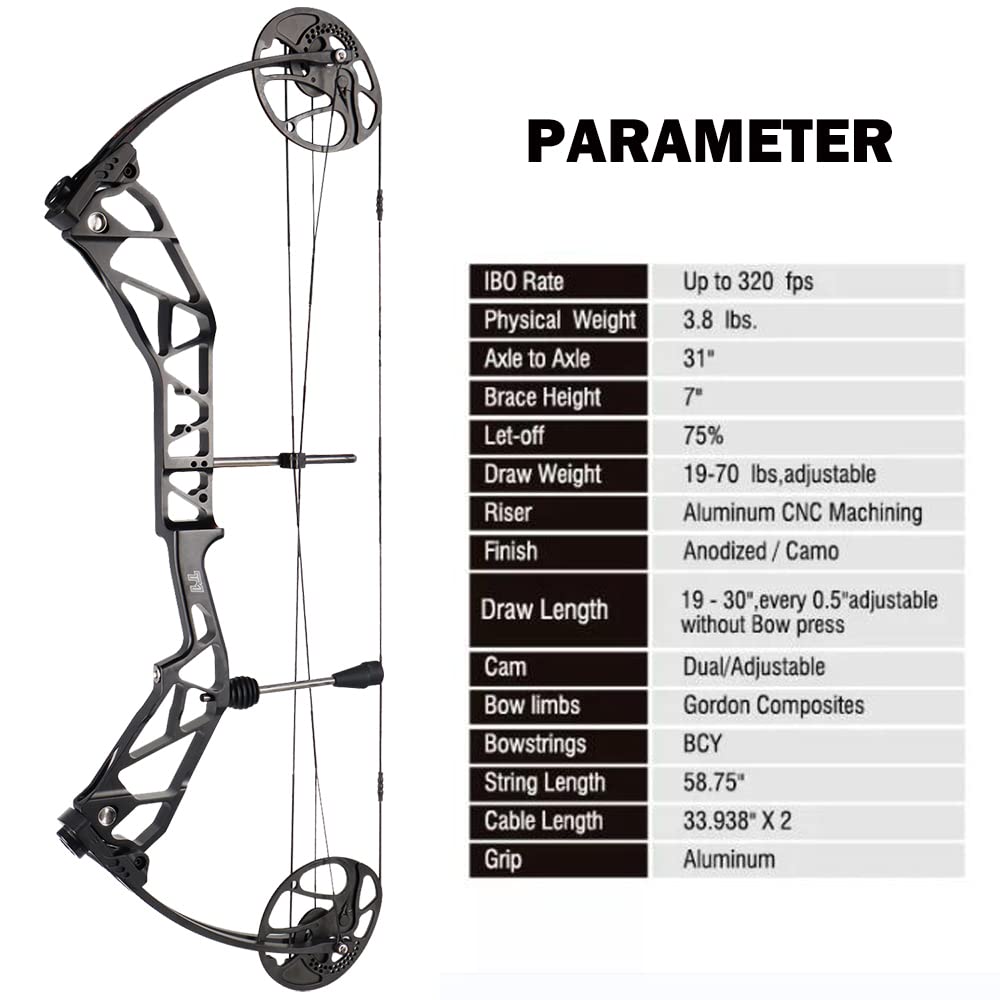 PARAMETER
IBO Rate Up to 320 fps
Physical Weight 3.8 lbs.
Axle to Axle 31"
Brace Height 7"
Let-off 75%
Draw Weight 19-70 lbs,adjustable
Riser Aluminum CNC Machining
Finish Anodized / Camo
Draw Length 19 - 30",every 0.5"adjustable
without Bow press
Cam Dual/Adjustable
Bow limbs Gordon Composites
Bowstrings BCY
String Length 58.75"
Cable Length 33.938" X 2
Grip Aluminum